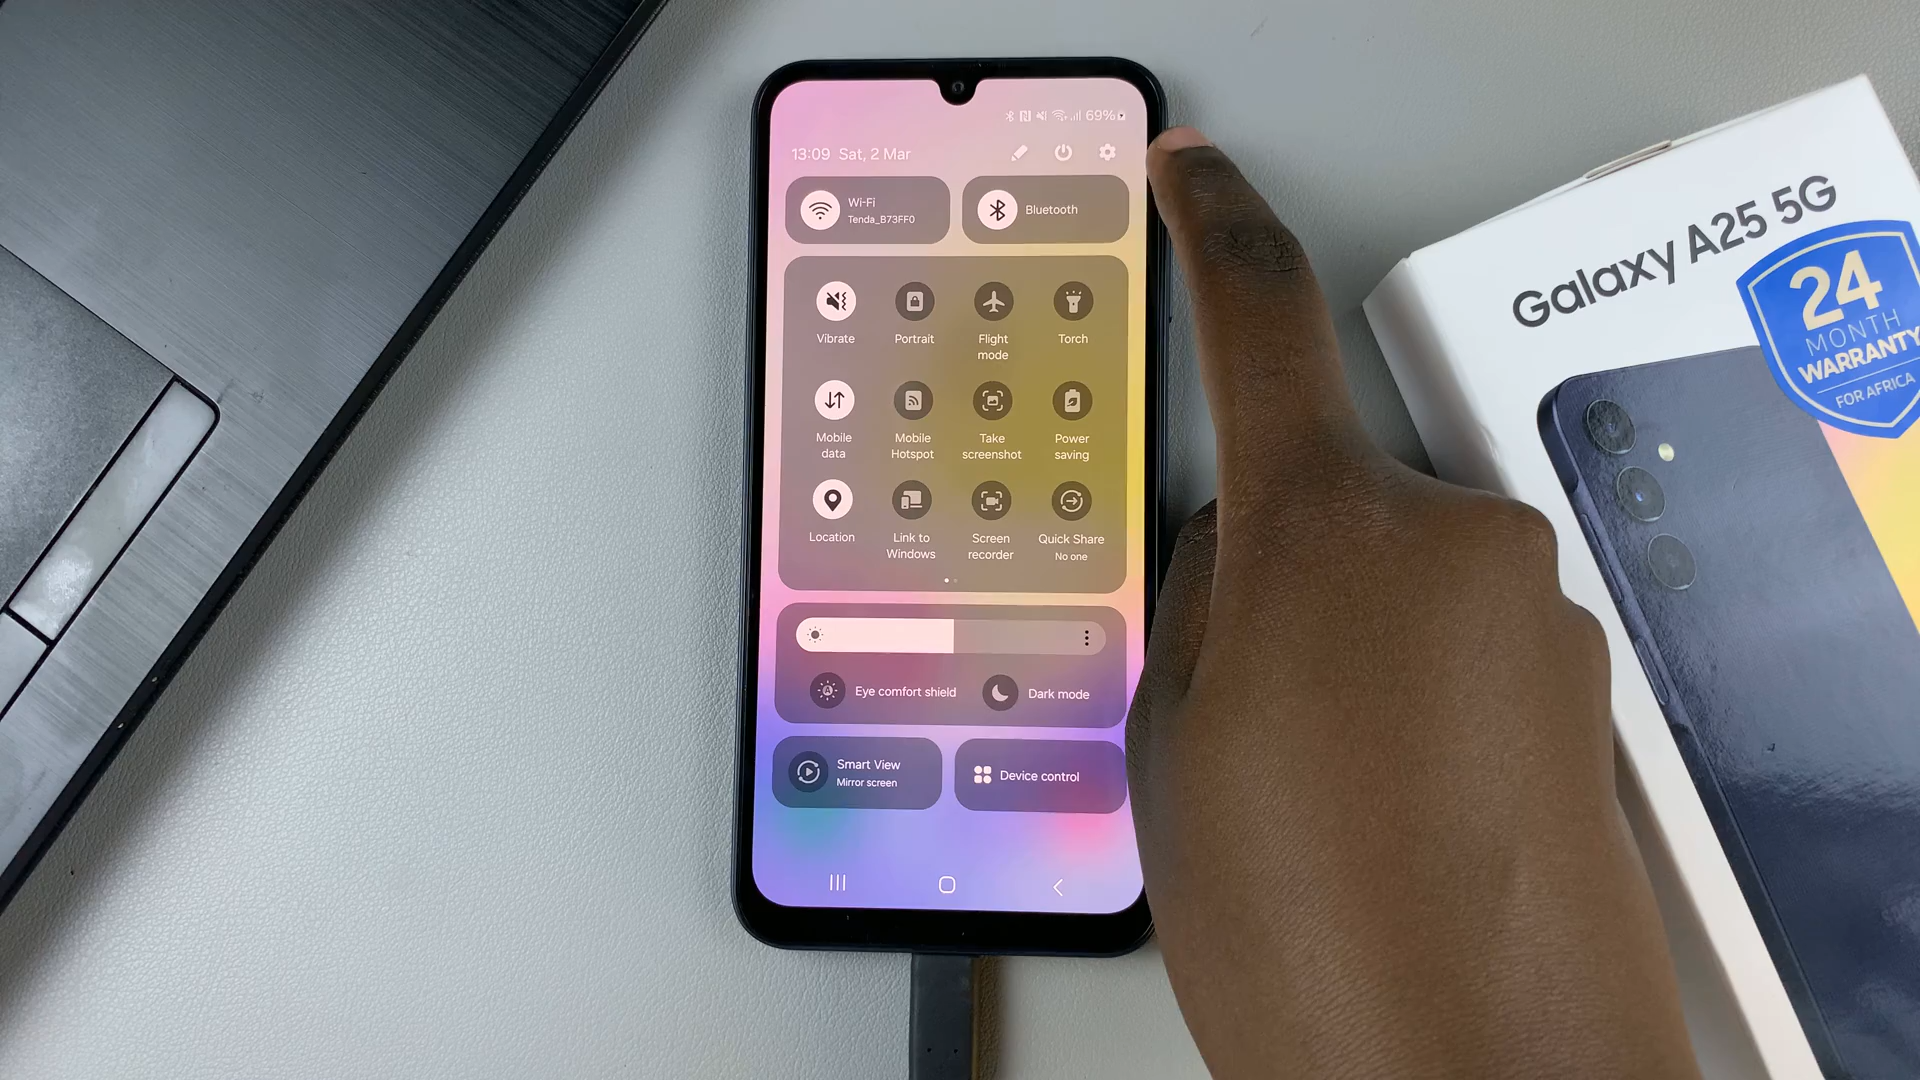 69%
13:09 Sat, 2 Mar
Wi-Fi
Tenda_B73FF0
Bluetooth
Vibrate
Portrait
Flight
mode
Torch
Mobile
data
Mobile
Hotspot
Take
screenshot
Power
saving
Location
Link to
Windows
Screen
recorder
Quick Share
No one
Eye comfort shield
Dark mode
Smart View
Mirror screen
Device control
Galaxy A25 5G
24
MONTH
WARRANTY
FOR AFRICA